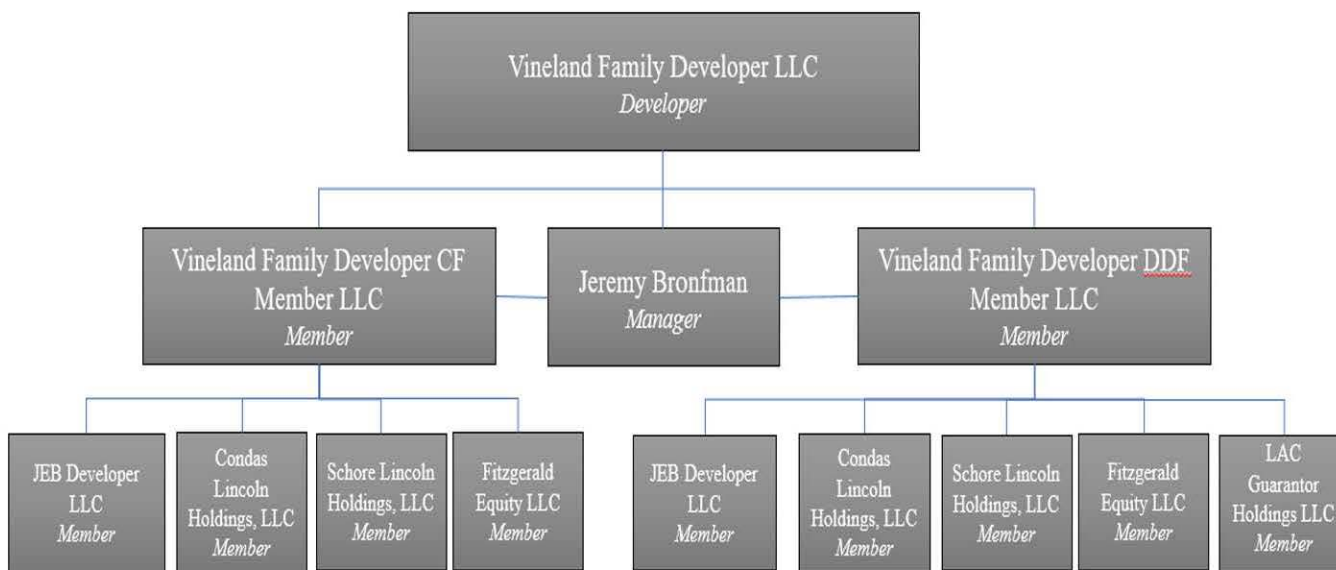 Vineland Family Developer LLC
Developer
Vineland Family Developer CF
Member LLC
Member
Jeremy Bronfman
Manager
Vineland Family Developer DDF
Member LLC
Member
JEB Developer
LLC
Member
Condas
Lincoln
Holdings, LLC
Member
Schore Lincoln
Holdings, LLC
Member
Fitzgerald
Equity LLC
Member
JEB Developer
LLC
Member
Condas
Lincoln
Holdings, LLC
Member
Schore Lincoln
Holdings, LLC
Member
Fitzgerald
Equity LLC
Member
LAC
Guarantor
Holdings LLC
Member